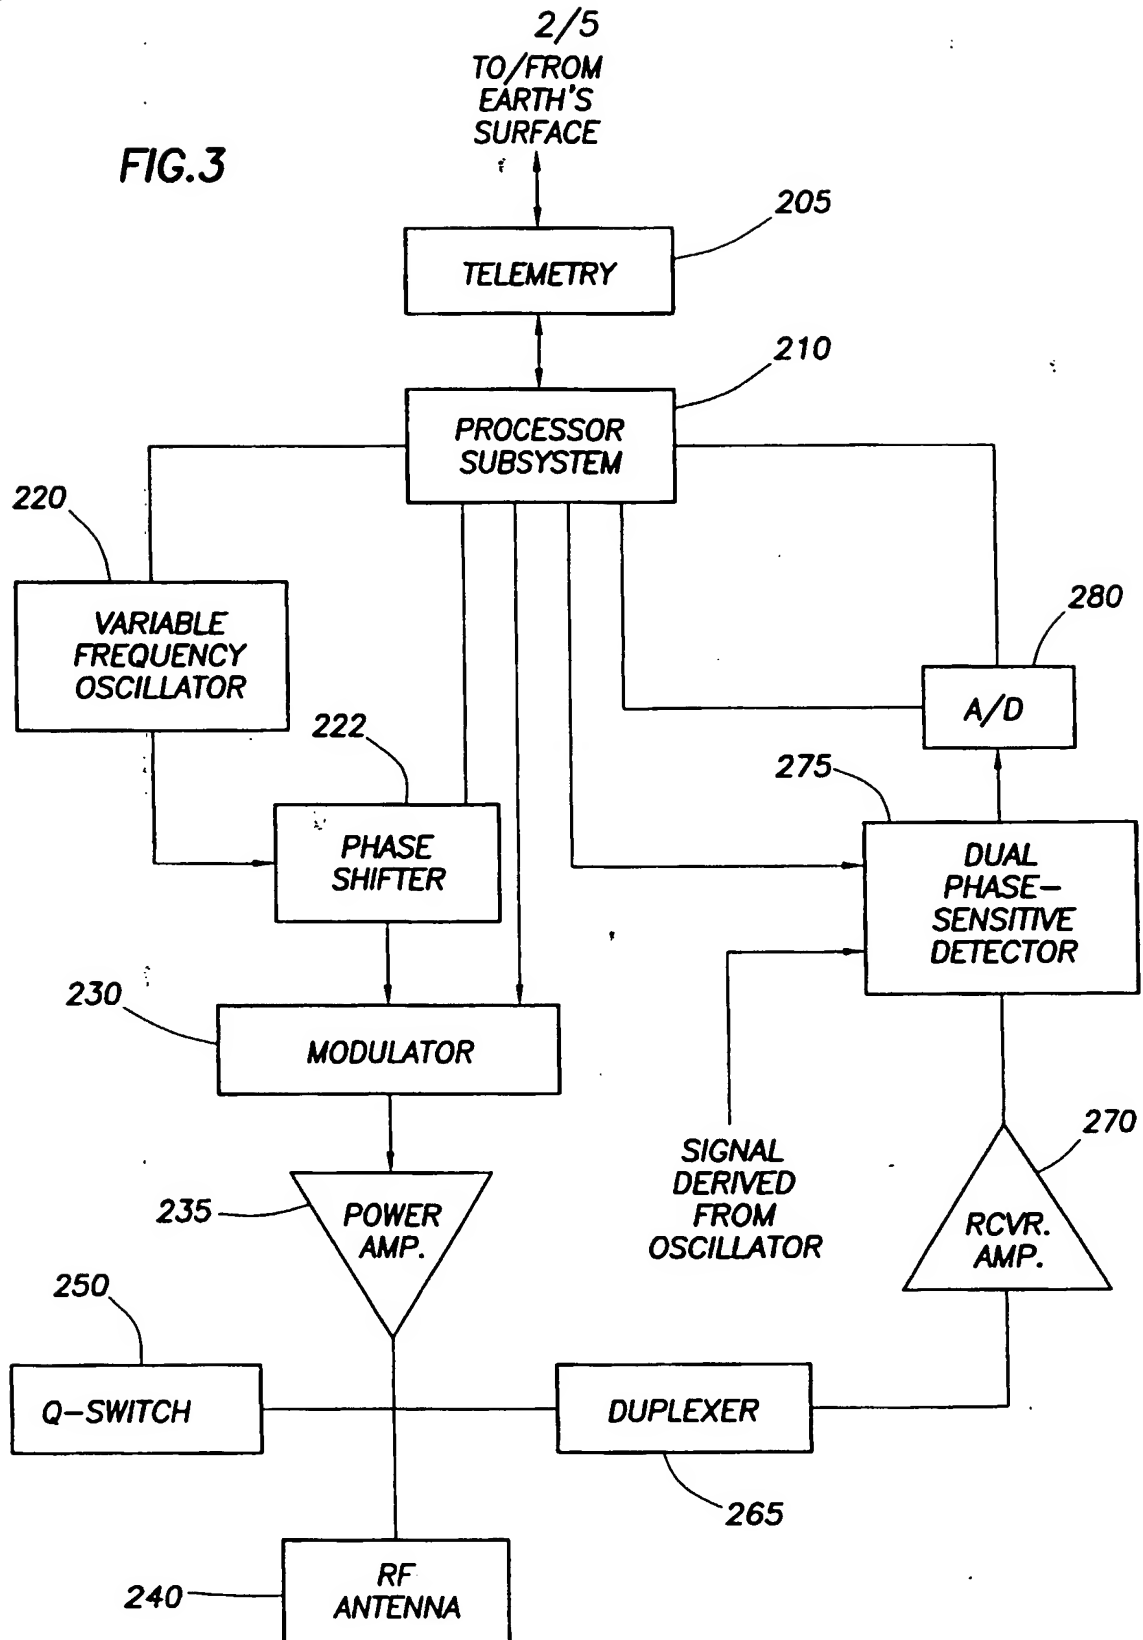 2/5
TO/FROM
EARTH'S
SURFACE
FIG.3
205
TELEMETRY
210
PROCESSOR
SUBSYSTEM
220
VARIABLE
FREQUENCY
OSCILLATOR
280
A/D
222
PHASE
SHIFTER
275
DUAL
PHASE-
SENSITIVE
DETECTOR
230
MODULATOR
235
POWER
AMP.
SIGNAL
DERIVED
FROM
OSCILLATOR
270
RCVR.
AMP.
250
Q-SWITCH
DUPLEXER
265
240
RF
ANTENNA